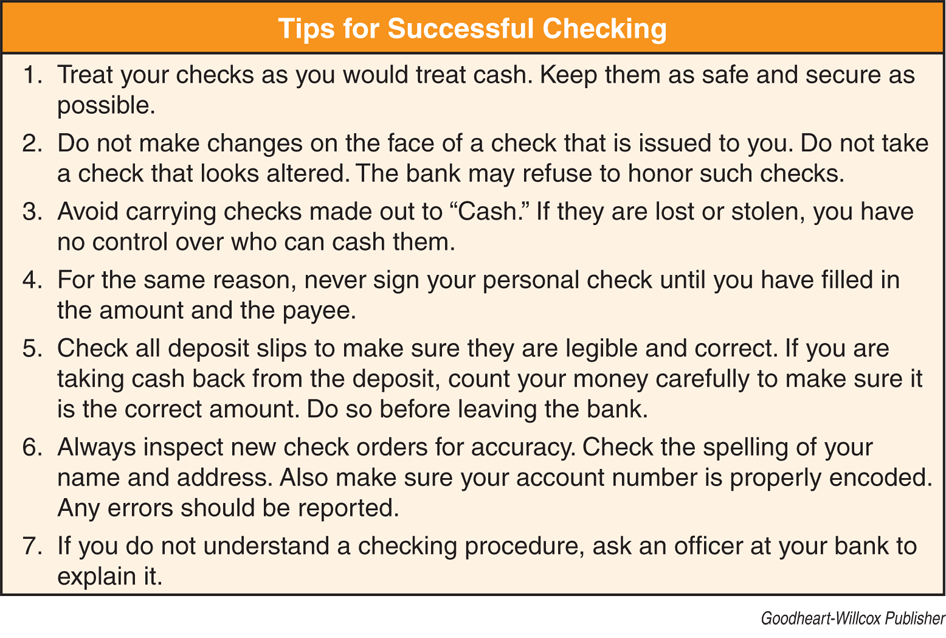 Tips for Successful Checking
1. Treat your checks as you would treat cash. Keep them as safe and secure as
possible.
2. Do not make changes on the face of a check that is issued to you. Do not take
a check that looks altered. The bank may refuse to honor such checks.
3. Avoid carrying checks made out to “Cash.” If they are lost or stolen, you have
no control over who can cash them.
4. For the same reason, never sign your personal check until you have filled in
the amount and the payee.
5. Check all deposit slips to make sure they are legible and correct. If you are
taking cash back from the deposit, count your money carefully to make sure it
is the correct amount. Do so before leaving the bank.
6. Always inspect new check orders for accuracy. Check the spelling of your
name and address. Also make sure your account number is properly encoded.
Any errors should be reported.
7. If you do not understand a checking procedure, ask an officer at your bank to
explain it.
Goodheart-Willcox Publisher